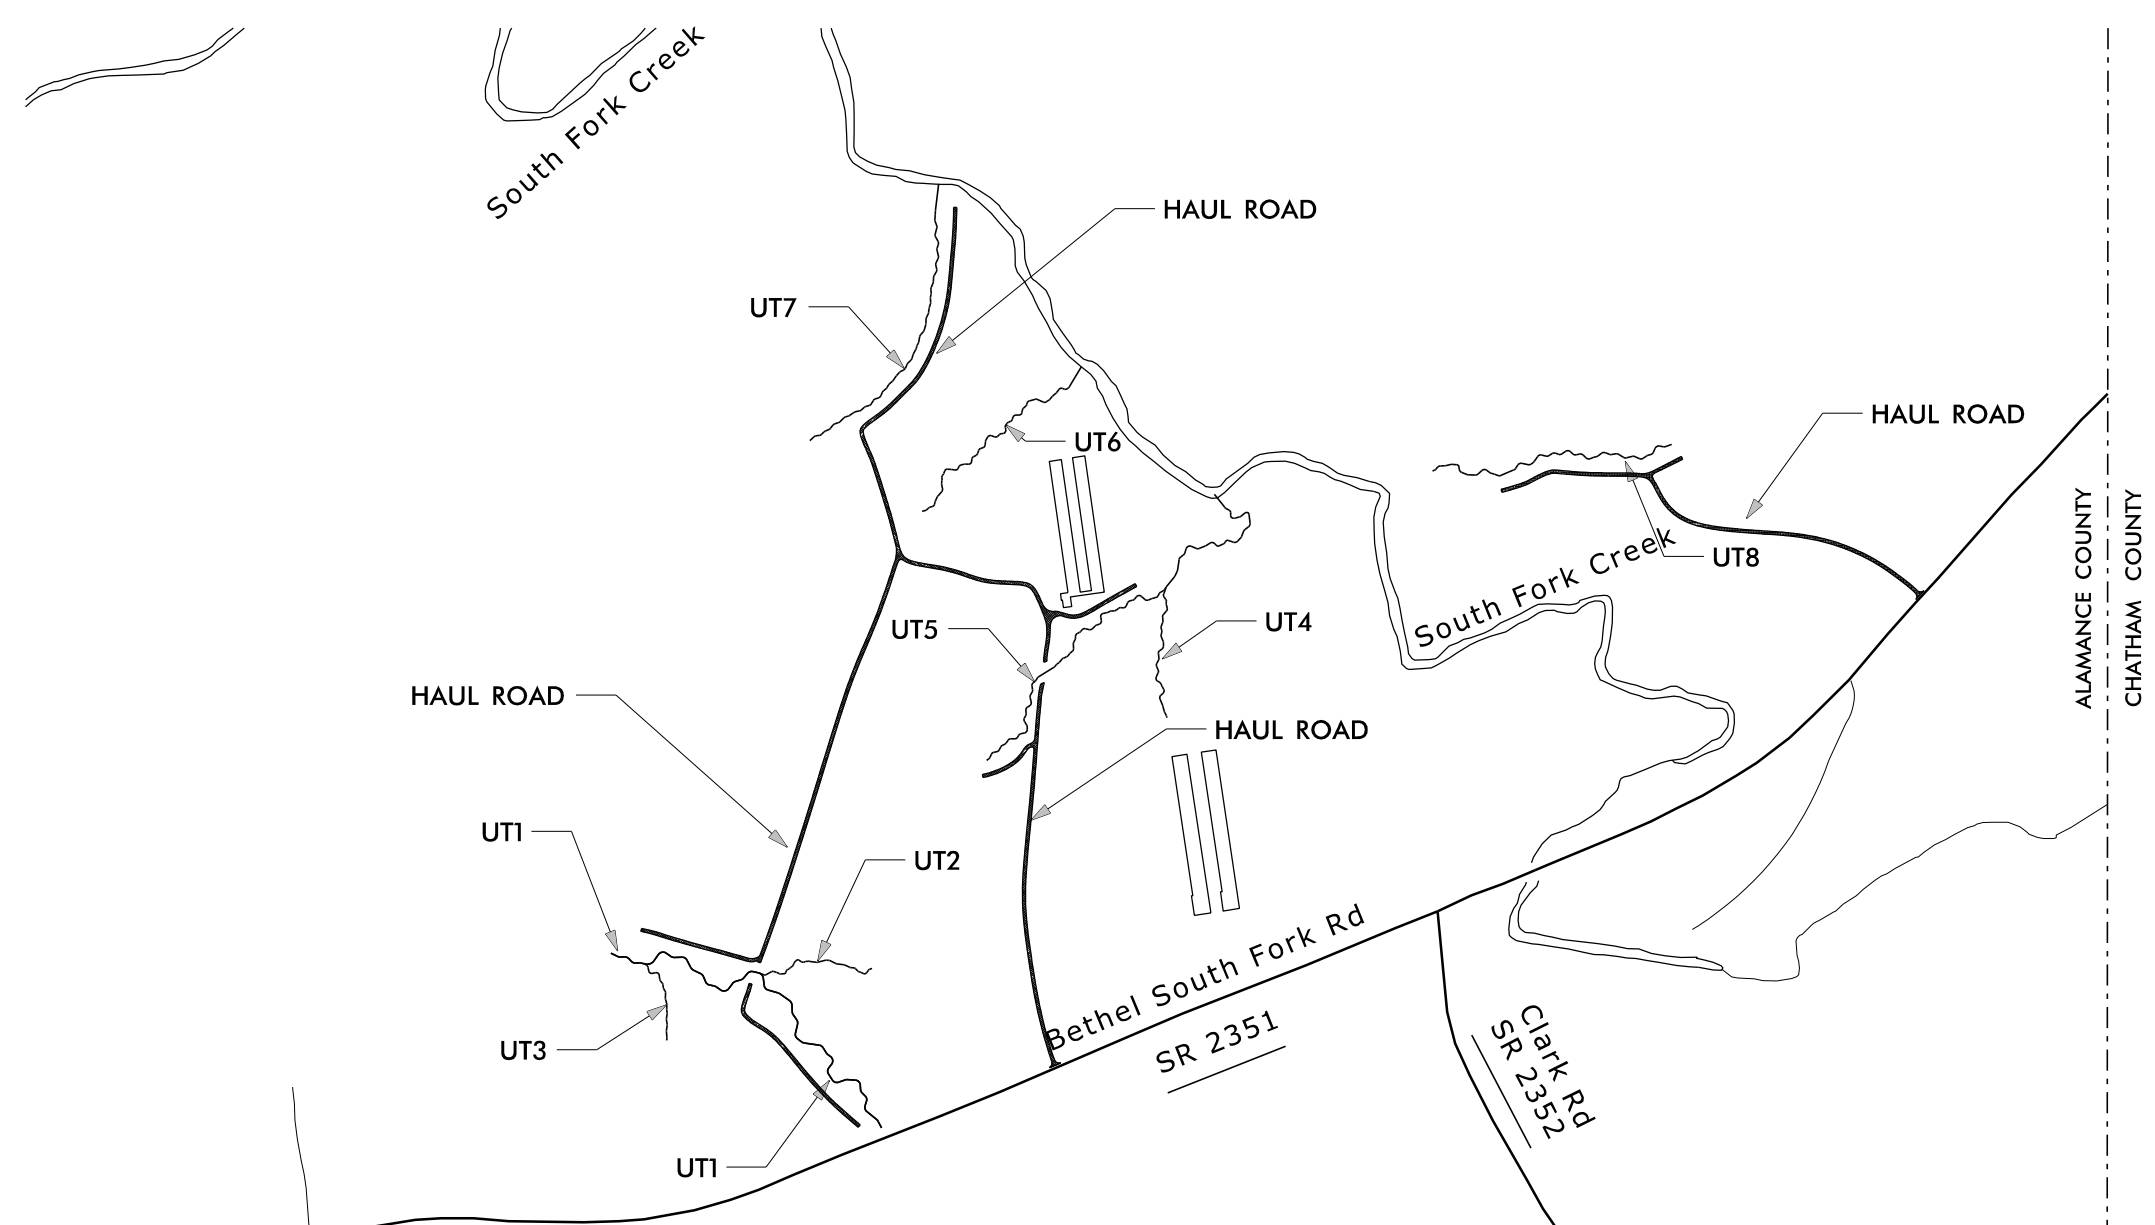 South Fork Creek
HAUL ROAD
UT7
HAUL ROAD
UT6
ALAMANCE COUNTY
CHATHAM COUNTY
South Fork Creek
UT8
UT5
UT4
HAUL ROAD
HAUL ROAD
UT1
UT2
Bethel South Fork Rd
SR 2351
UT3
Clark Rd
SR 2352
UT1